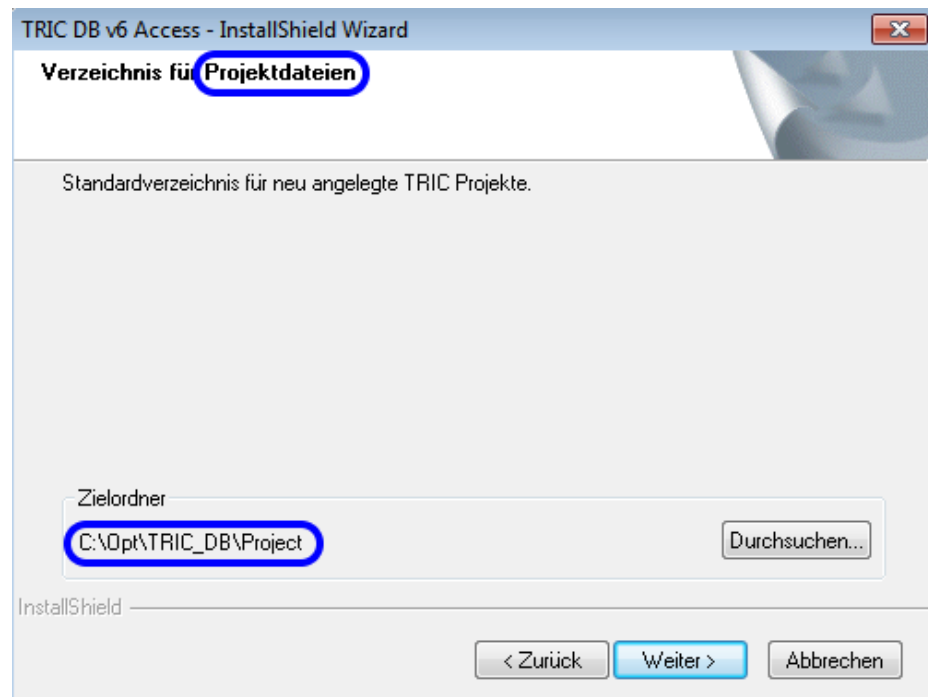 TRIC DB v6 Access - InstallShield Wizard
Verzeichnis für Projektdateien
Standardverzeichnis für neu angelegte TRIC Projekte.
Zielordner
C:\Opt\TRIC_DB\Project
Durchsuchen...
InstallShield
< Zurück
Weiter >
Abbrechen